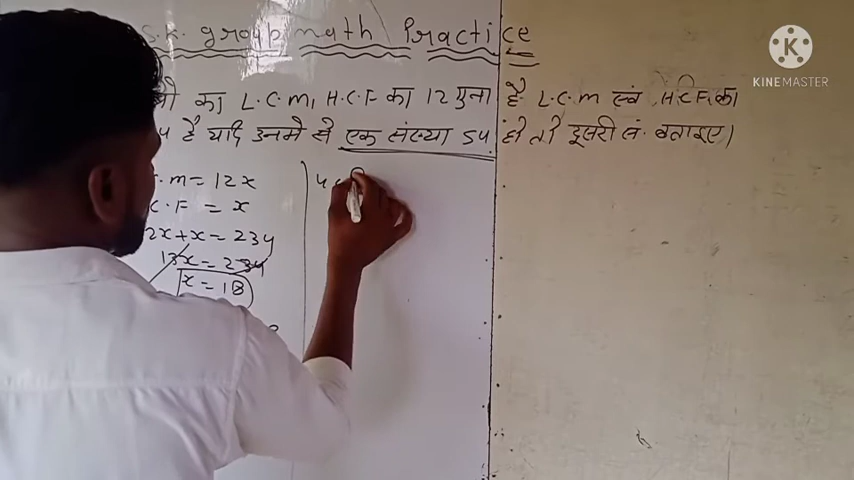 S.K. group math Practice
KINEMASTER
का L.C.M, H.C.F का 12 गुना है L.C.M एवं H.C.F का
4 है यदि उनमे से एक संख्या 54 हो तो दूसरी सं. बताइए।
.M = 12x
C.F = x
2x+x = 234
13x = 234
x = 18